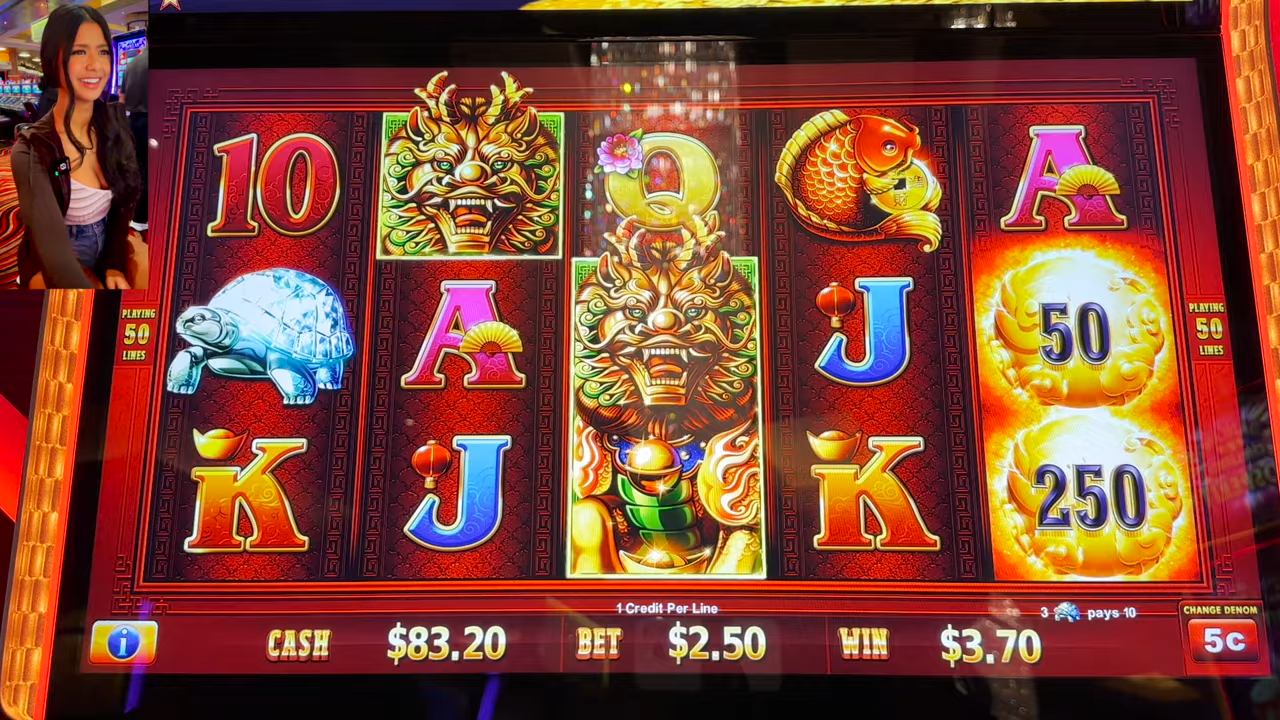 10
Q
A
PLAYING
50
LINES
A
J
50
PLAYING
50
LINES
K
J
K
250
1 Credit Per Line
3 pays 10
CHANGE DENOM
5¢
i
CASH $83.20 BET $2.50 WIN $3.70